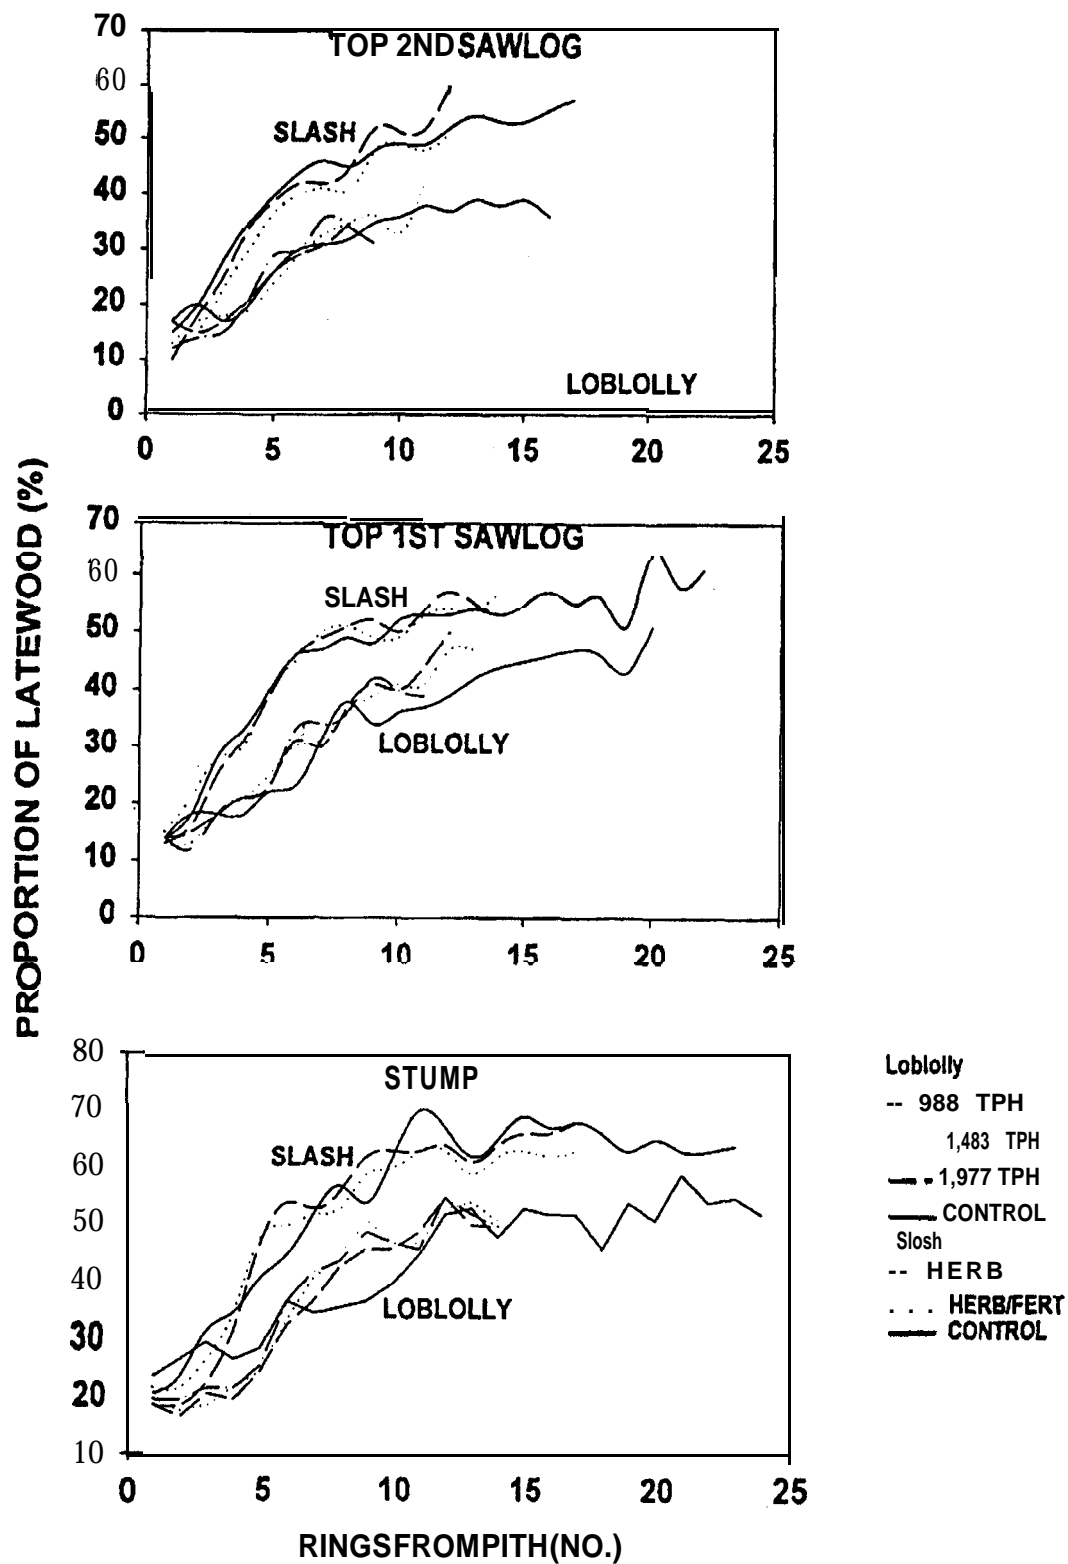 PROPORTION OF LATEWOOD (%)
70
60
50
40
30
20
10
0
TOP 2ND SAWLOG
SLASH
LOBLOLLY
0 5 10 15 20 25
70
60
50
40
30
20
10
0
TOP 1ST SAWLOG
SLASH
LOBLOLLY
0 5 10 15 20 25
80
70
60
50
40
30
20
10
STUMP
SLASH
LOBLOLLY
0 5 10 15 20 25
RINGSFROMPITH(NO.)
Loblolly
-- 988 TPH
1,483 TPH
1,977 TPH
CONTROL
Slosh
-- HERB
. . . HERB/FERT
CONTROL